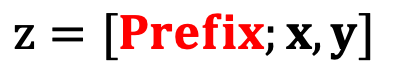 z = [Prefix; x, y]